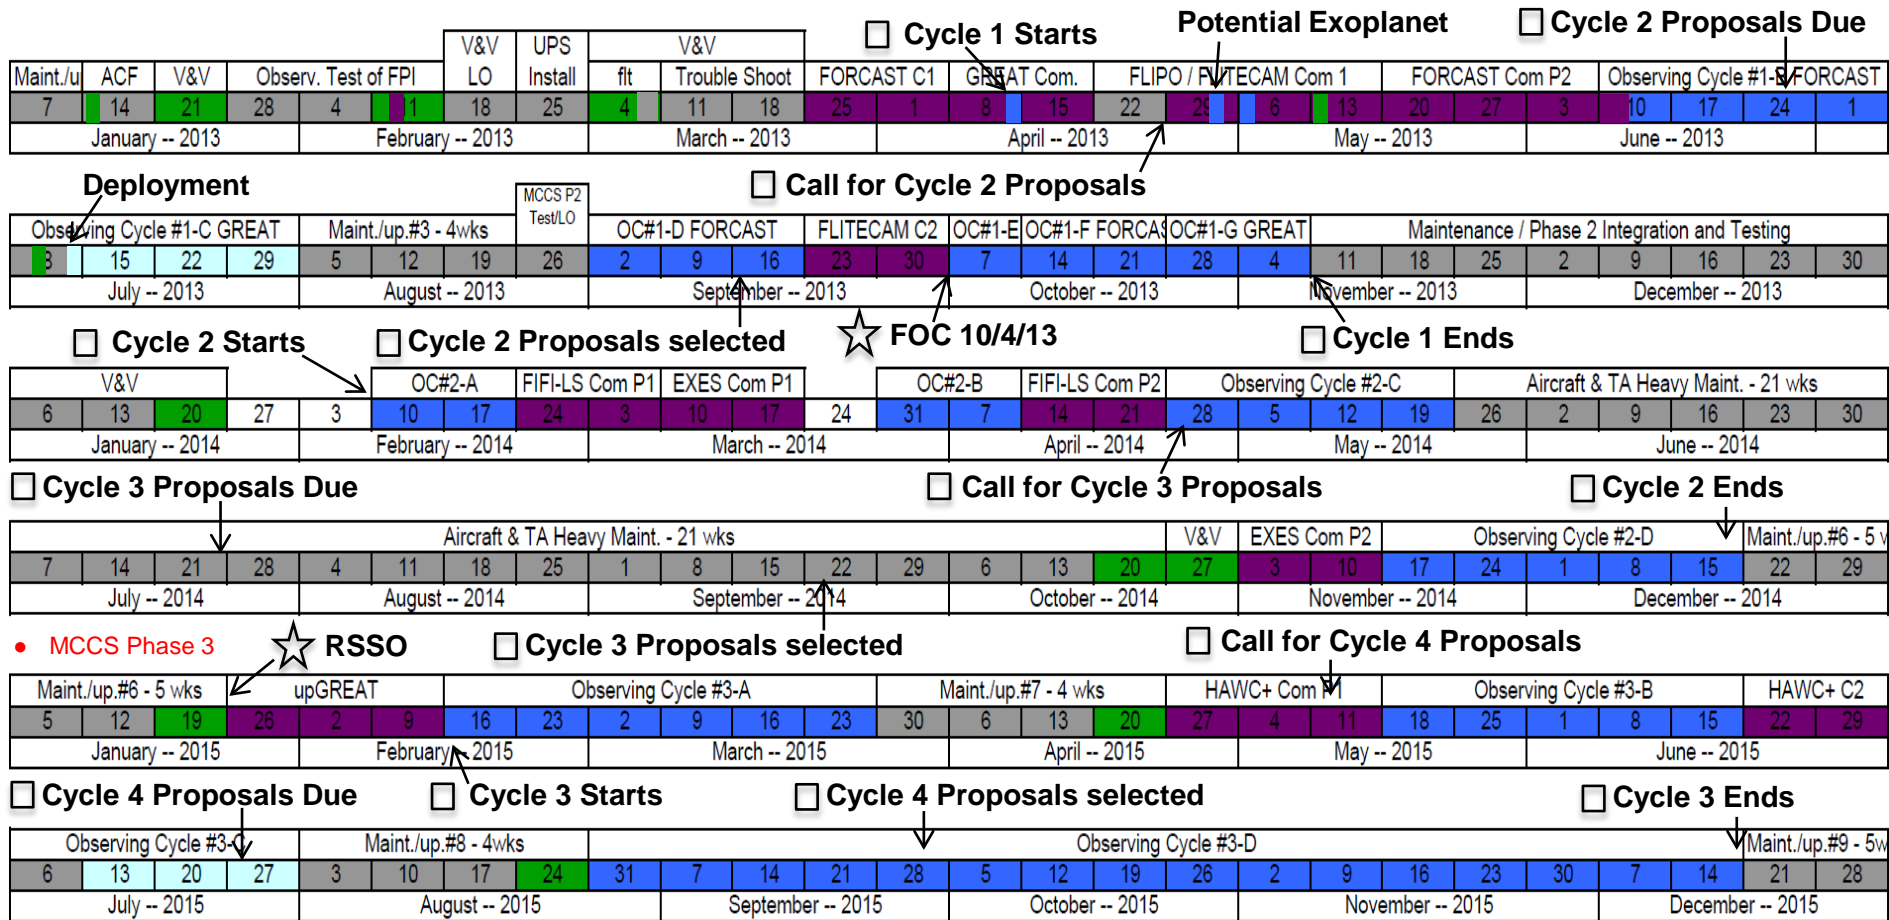 Cycle 1 Starts Potential Exoplanet Cycle 2 Proposals Due
V&V UPS V&V
Maint./u ACF V&V Observ. Test of FPI LO Install flt Trouble Shoot FORCAST C1 GREAT Com. FLIPO / FLITECAM Com 1 FORCAST Com P2 Observing Cycle #1-B FORCAST
7 14 21 28 4 11 18 25 4 11 18 25 1 8 15 22 29 6 13 20 27 3 10 17 24 1
January -- 2013 February -- 2013 March -- 2013 April -- 2013 May -- 2013 June -- 2013
Deployment Call for Cycle 2 Proposals
MCCS P2
Test/LO
Observing Cycle #1-C GREAT Maint./up.#3 - 4wks OC#1-D FORCAST FLITECAM C2 OC#1-E OC#1-F FORCAS OC#1-G GREAT Maintenance / Phase 2 Integration and Testing
8 15 22 29 5 12 19 26 2 9 16 23 30 7 14 21 28 4 11 18 25 2 9 16 23 30
July -- 2013 August -- 2013 September -- 2013 October -- 2013 November -- 2013 December -- 2013
Cycle 2 Starts Cycle 2 Proposals selected FOC 10/4/13 Cycle 1 Ends
V&V OC#2-A FIFI-LS Com P1 EXES Com P1 OC#2-B FIFI-LS Com P2 Observing Cycle #2-C Aircraft & TA Heavy Maint. - 21 wks
6 13 20 27 3 10 17 24 3 10 17 24 31 7 14 21 28 5 12 19 26 2 9 16 23 30
January -- 2014 February -- 2014 March -- 2014 April -- 2014 May -- 2014 June -- 2014
Cycle 3 Proposals Due Call for Cycle 3 Proposals Cycle 2 Ends
Aircraft & TA Heavy Maint. - 21 wks V&V EXES Com P2 Observing Cycle #2-D Maint./up.#6 - 5 w
7 14 21 28 4 11 18 25 1 8 15 22 29 6 13 20 27 3 10 17 24 1 8 15 22 29
July -- 2014 August -- 2014 September -- 2014 October -- 2014 November -- 2014 December -- 2014
• MCCS Phase 3 RSSO Cycle 3 Proposals selected Call for Cycle 4 Proposals
Maint./up.#6 - 5 wks upGREAT Observing Cycle #3-A Maint./up.#7 - 4 wks HAWC+ Com P1 Observing Cycle #3-B HAWC+ C2
5 12 19 26 2 9 16 23 2 9 16 23 30 6 13 20 27 4 11 18 25 1 8 15 22 29
January -- 2015 February -- 2015 March -- 2015 April -- 2015 May -- 2015 June -- 2015
Cycle 4 Proposals Due Cycle 3 Starts Cycle 4 Proposals selected Cycle 3 Ends
Observing Cycle #3-C Maint./up.#8 - 4wks Observing Cycle #3-D Maint./up.#9 - 5w
6 13 20 27 3 10 17 24 31 7 14 21 28 5 12 19 26 2 9 16 23 30 7 14 21 28
July -- 2015 August -- 2015 September -- 2015 October -- 2015 November -- 2015 December -- 2015